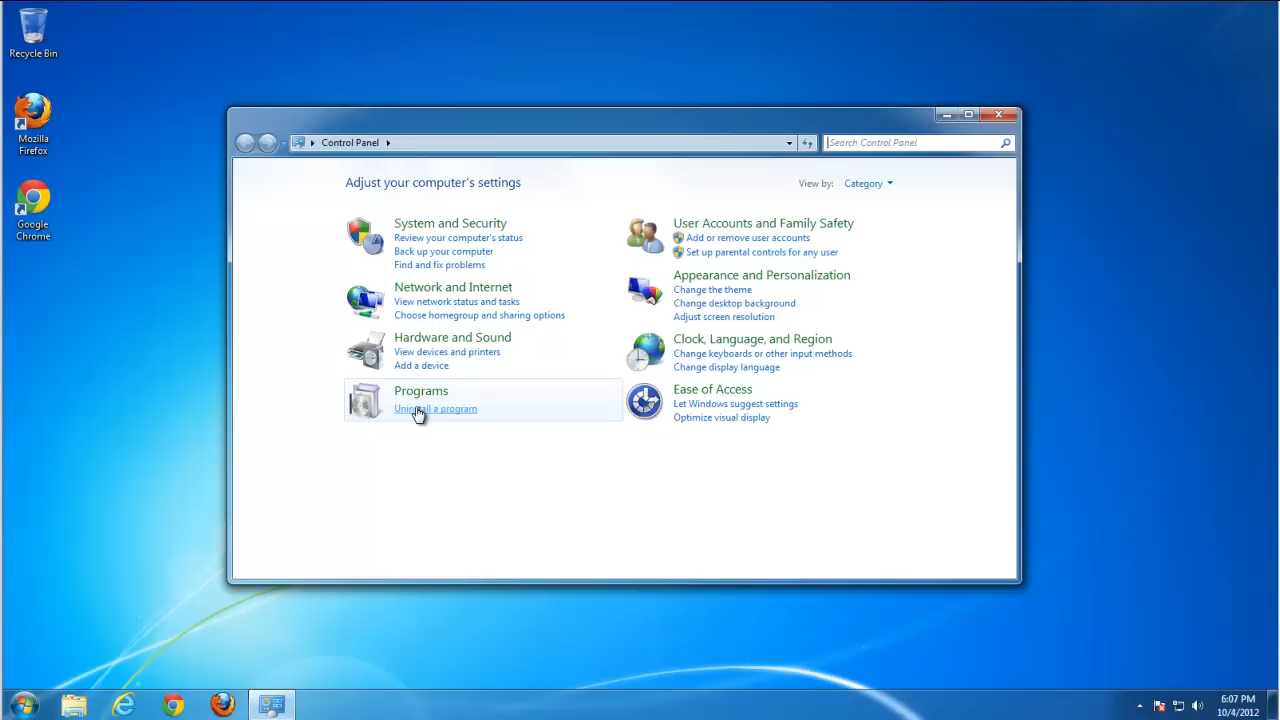 Recycle Bin
Mozilla
Firefox
Google
Chrome
Control Panel
Search Control Panel
Adjust your computer's settings
View by: Category
System and Security
Review your computer's status
Back up your computer
Find and fix problems
Network and Internet
View network status and tasks
Choose homegroup and sharing options
Hardware and Sound
View devices and printers
Add a device
Programs
Uninstall a program
User Accounts and Family Safety
Add or remove user accounts
Set up parental controls for any user
Appearance and Personalization
Change the theme
Change desktop background
Adjust screen resolution
Clock, Language, and Region
Change keyboards or other input methods
Change display language
Ease of Access
Let Windows suggest settings
Optimize visual display
6:07 PM
10/4/2012